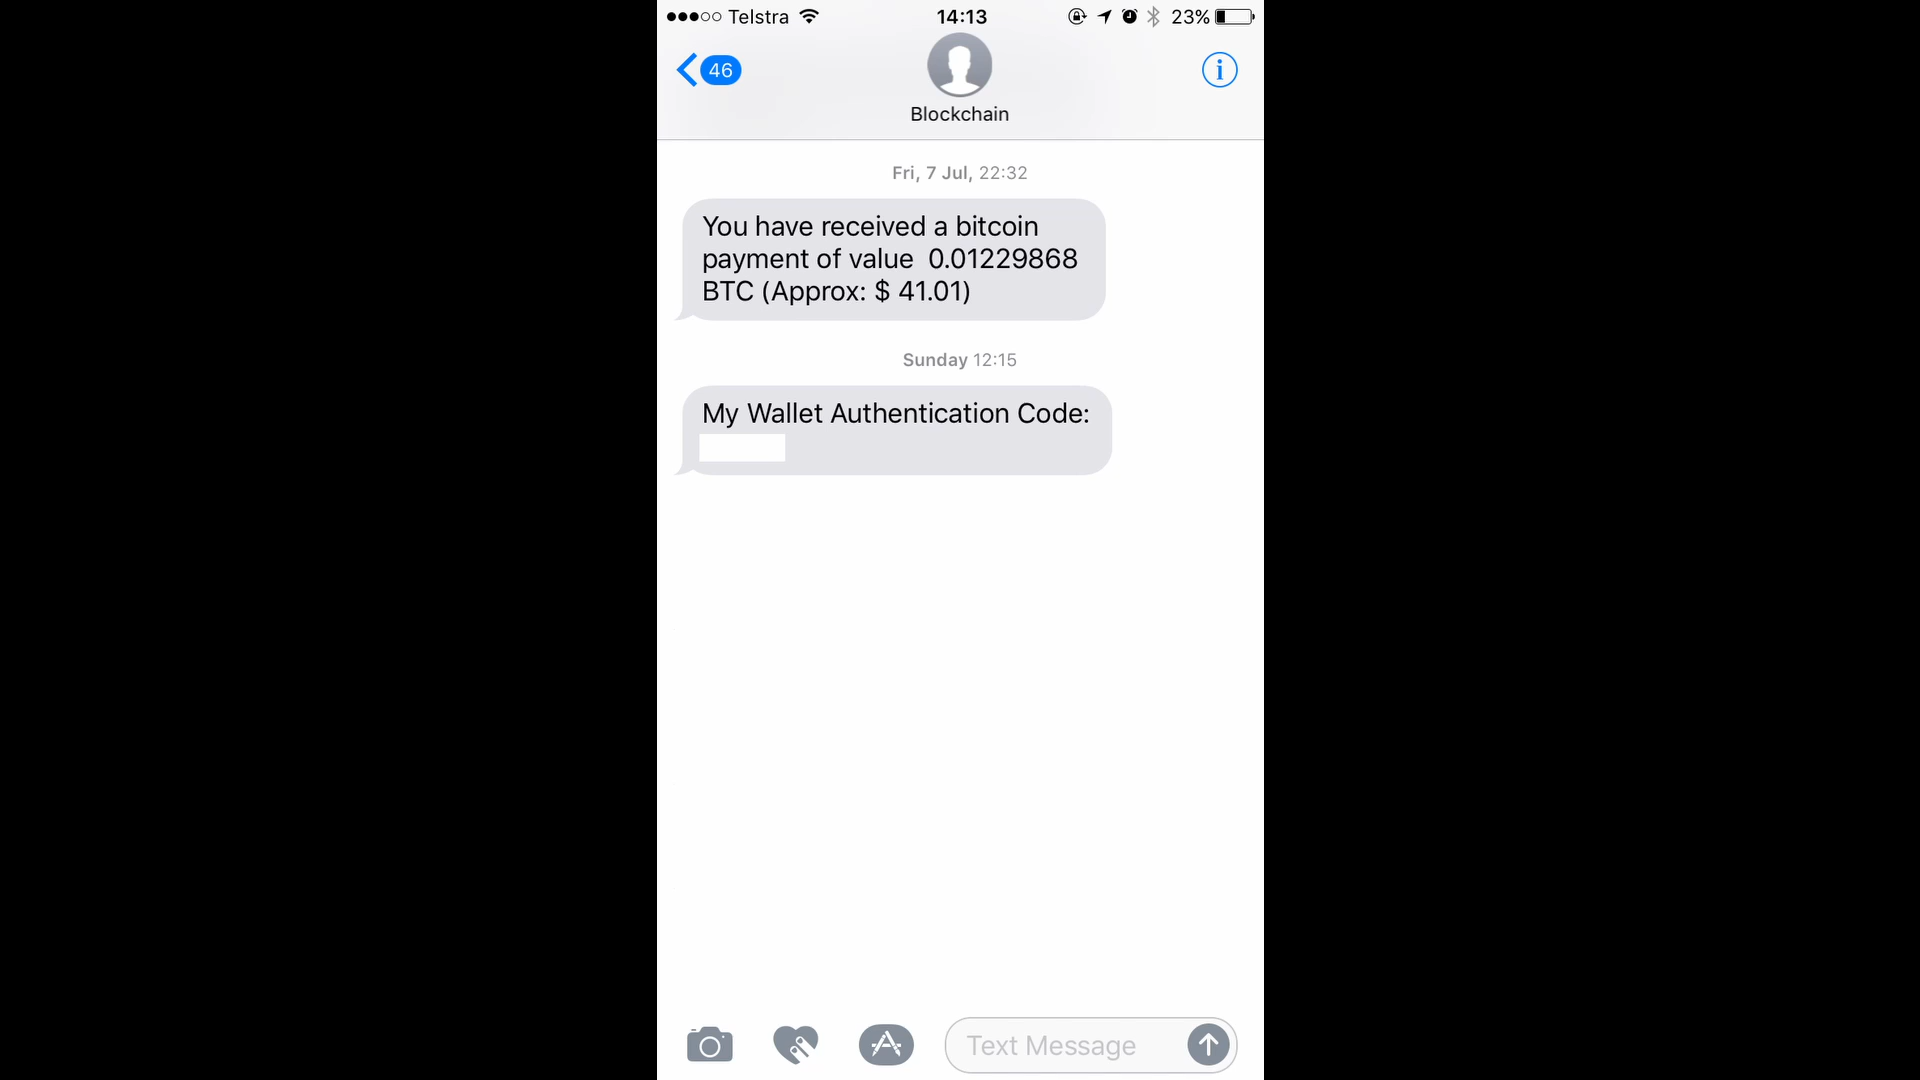 Telstra 14:13 23%
46
Blockchain
Fri, 7 Jul, 22:32
You have received a bitcoin
payment of value  0.01229868
BTC (Approx: $ 41.01)
Sunday 12:15
My Wallet Authentication Code:
Text Message